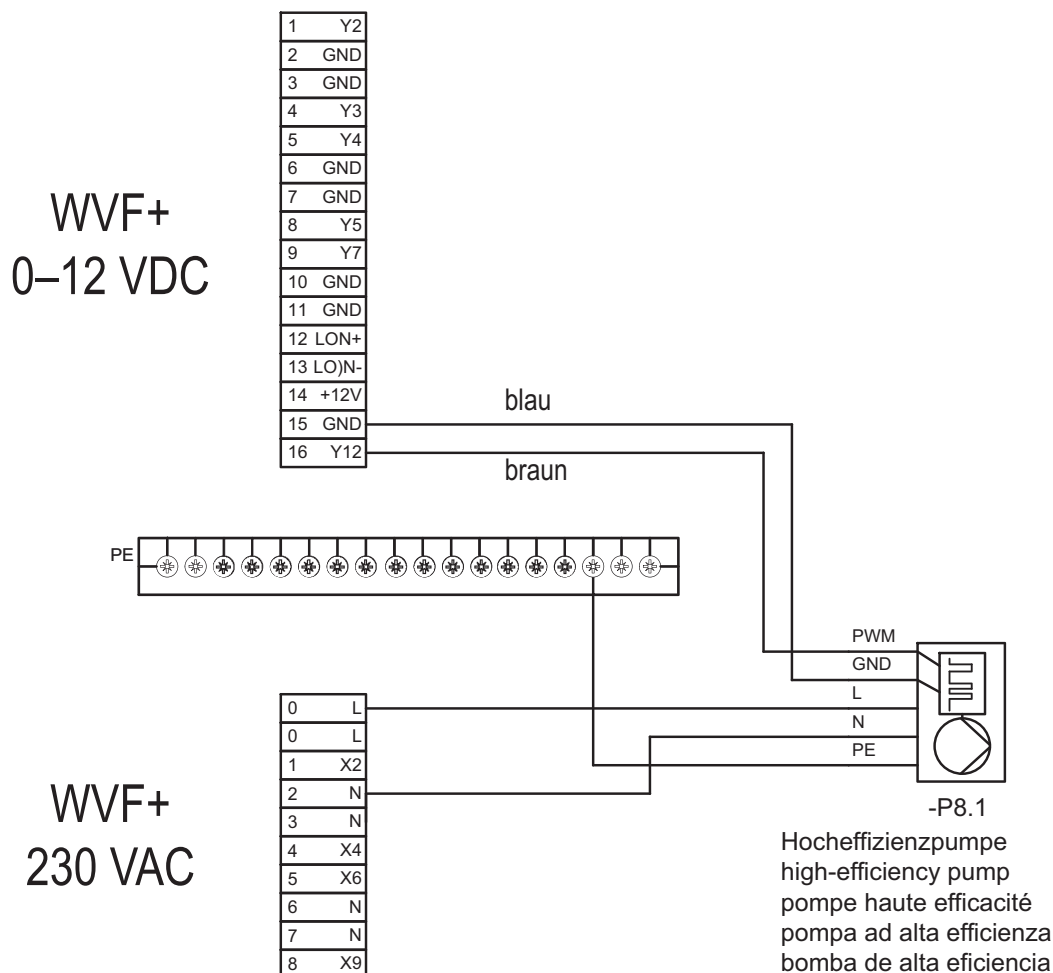 1 Y2
2 GND
3 GND
4 Y3
5 Y4
6 GND
7 GND
8 Y5
9 Y7
10 GND
11 GND
12 LON+
13 LO)N-
14 +12V
15 GND
16 Y12
WVF+
0–12 VDC
blau
braun
PE
PWM
GND
L
N
PE
0 L
0 L
1 X2
2 N
3 N
4 X4
5 X6
6 N
7 N
8 X9
WVF+
230 VAC
-P8.1
Hocheffizienzpumpe
high-efficiency pump
pompe haute efficacité
pompa ad alta efficienza
bomba de alta eficiencia